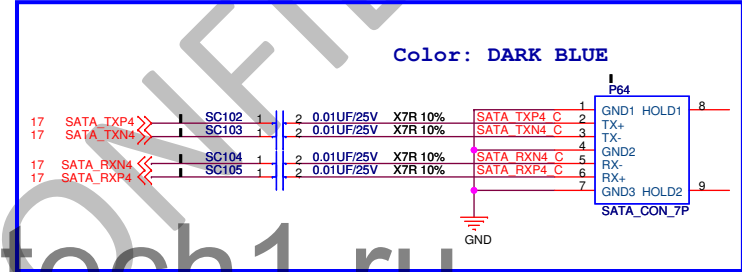 Color: DARK BLUE
P64
17 SATA_TXP4 SC102 1 2 0.01UF/25V X7R 10% SATA_TXP4_C
17 SATA_TXN4 SC103 1 2 0.01UF/25V X7R 10% SATA_TXN4_C
17 SATA_RXN4 SC104 1 2 0.01UF/25V X7R 10% SATA_RXN4_C
17 SATA_RXP4 SC105 1 2 0.01UF/25V X7R 10% SATA_RXP4_C
1 GND1 HOLD1 8
2 TX+
3 TX-
4 GND2
5 RX-
6 RX+
7 GND3 HOLD2 9
SATA_CON_7P
GND